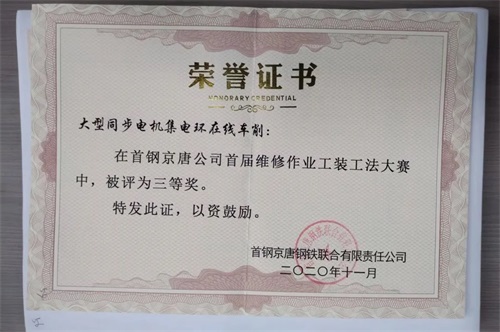 荣誉证书
HONORARY CREDENTIAL
大型同步电机集电环在线车削：
在首钢京唐公司首届维修作业工装工法大赛
中，被评为三等奖。
特发此证，以资鼓励。
首钢京唐钢铁联合有限责任公司
二〇二〇年十一月